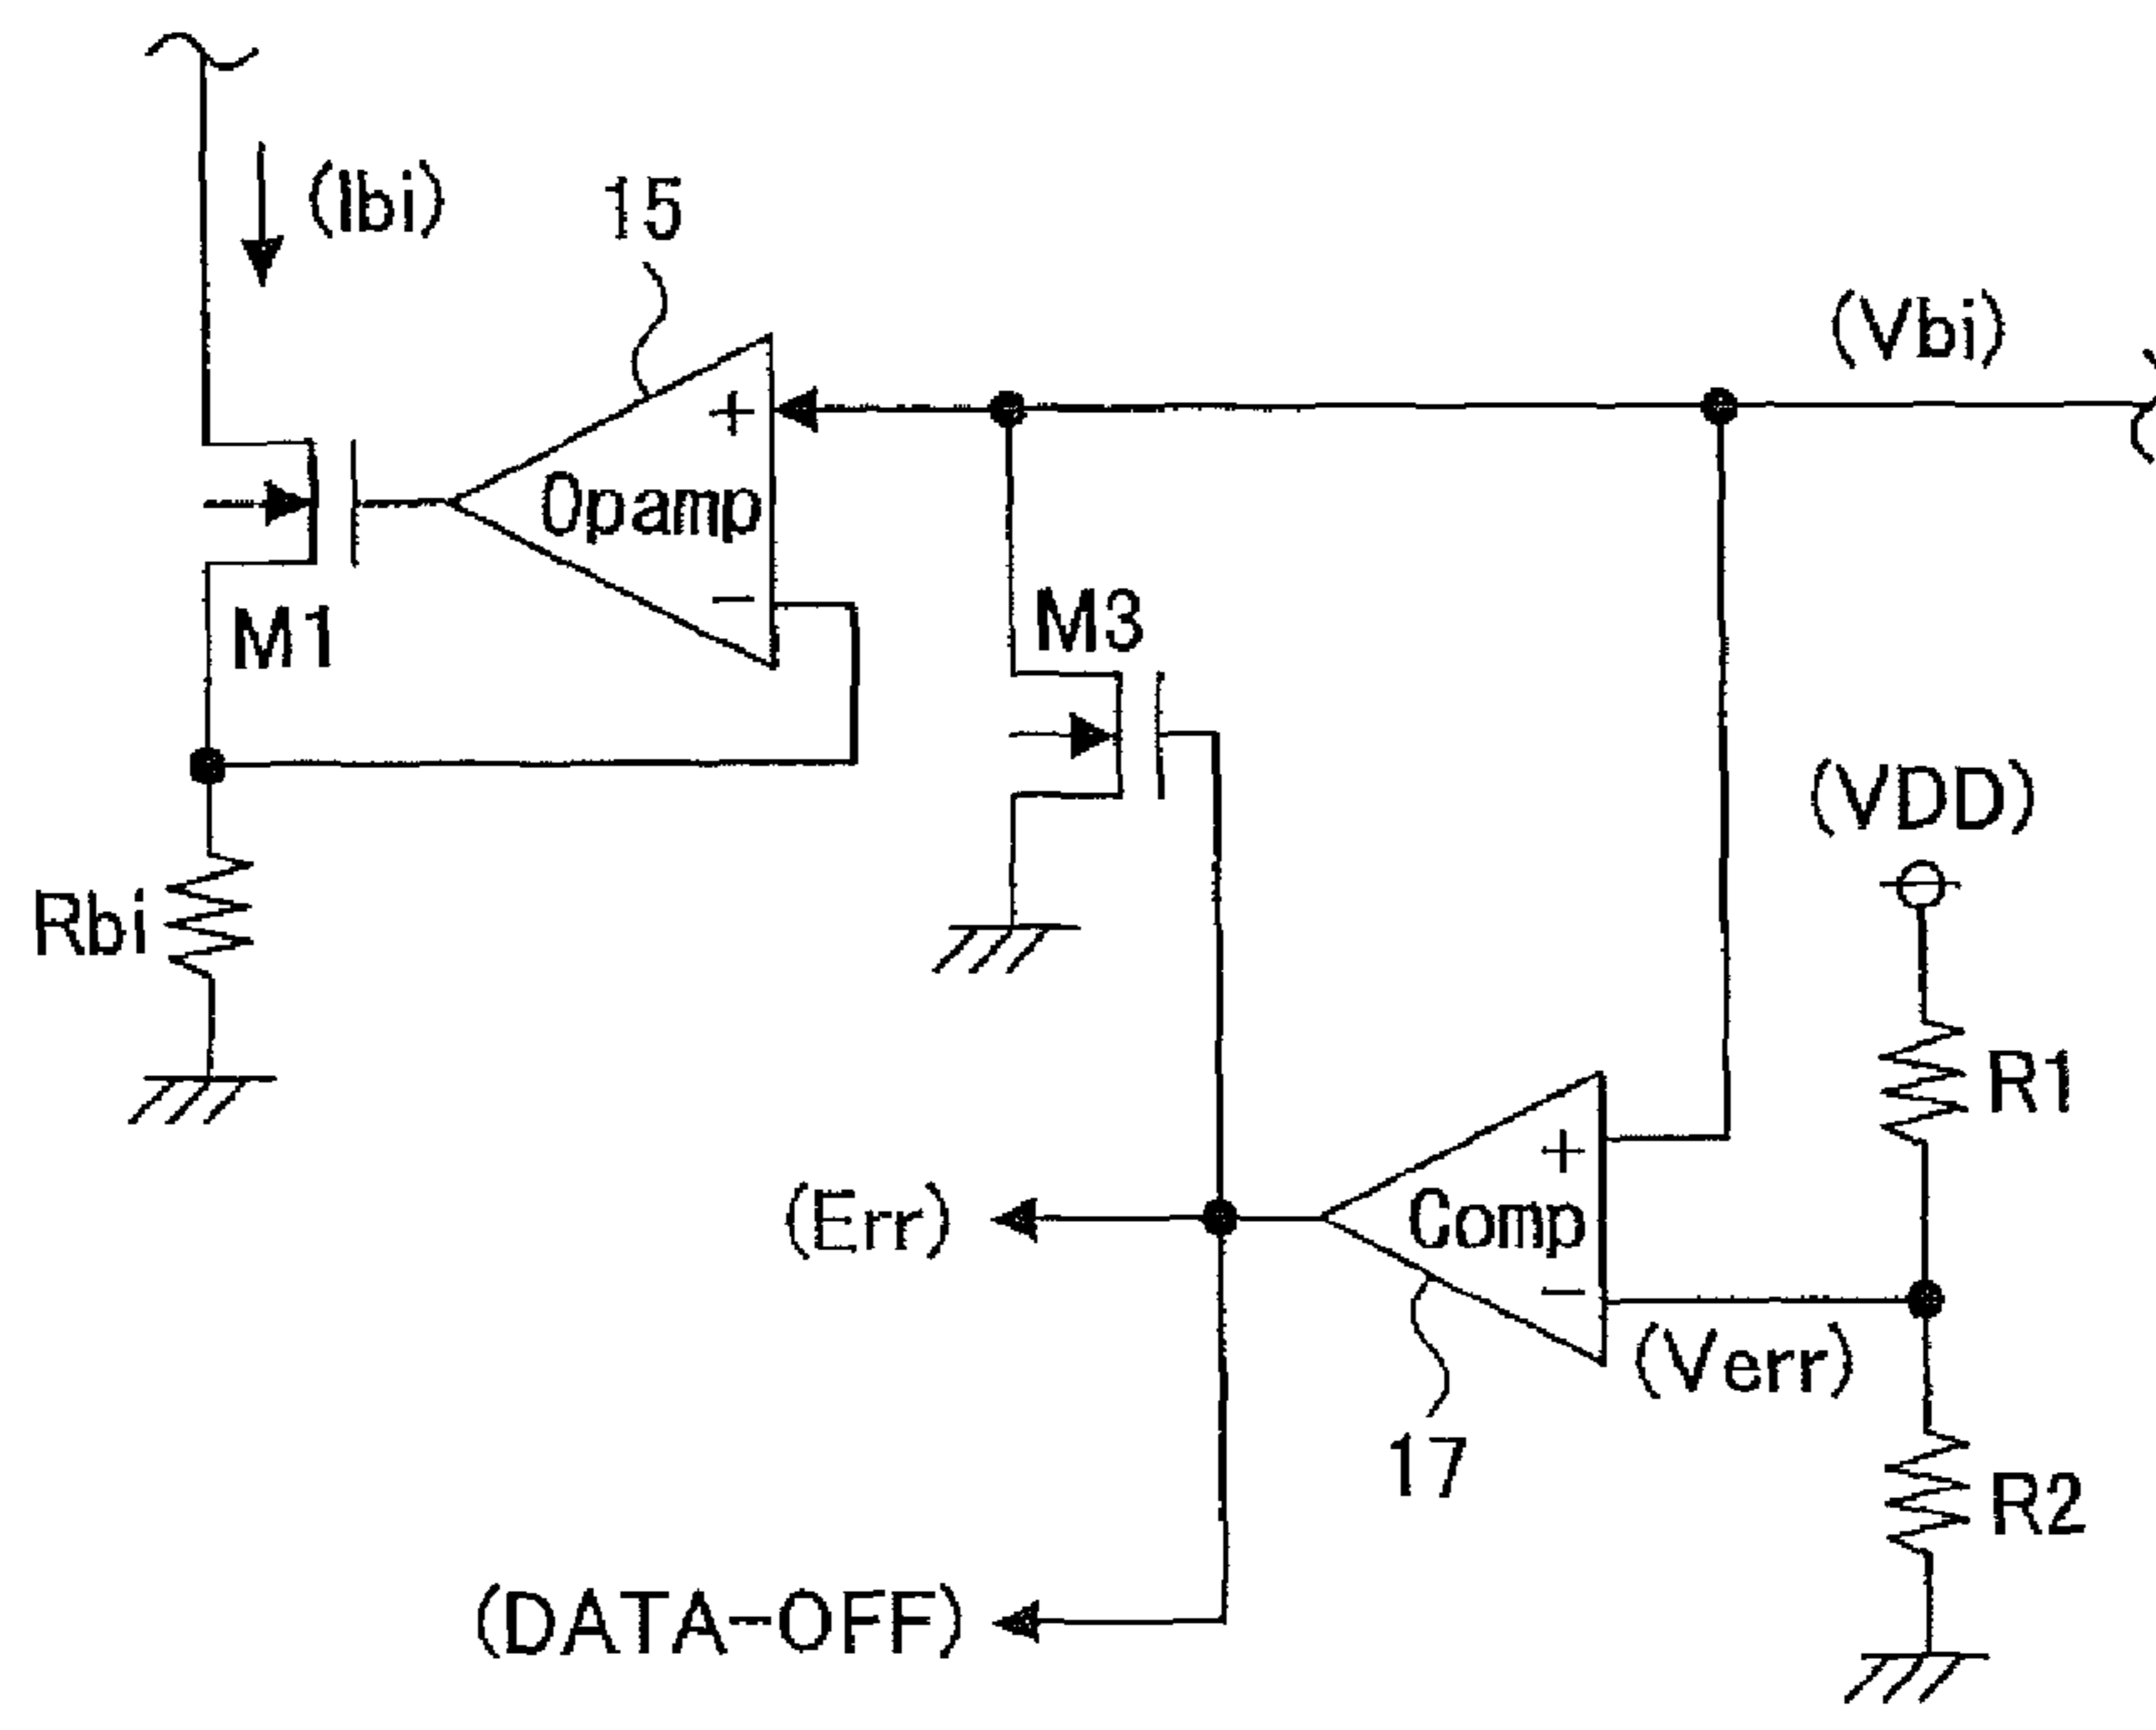 (Ibi)
15
(Vbi)
+
Opamp
−
M1
M3
(VDD)
Rbi
R1
+
(Err)
Comp
−
(Verr)
17
R2
(DATA-OFF)